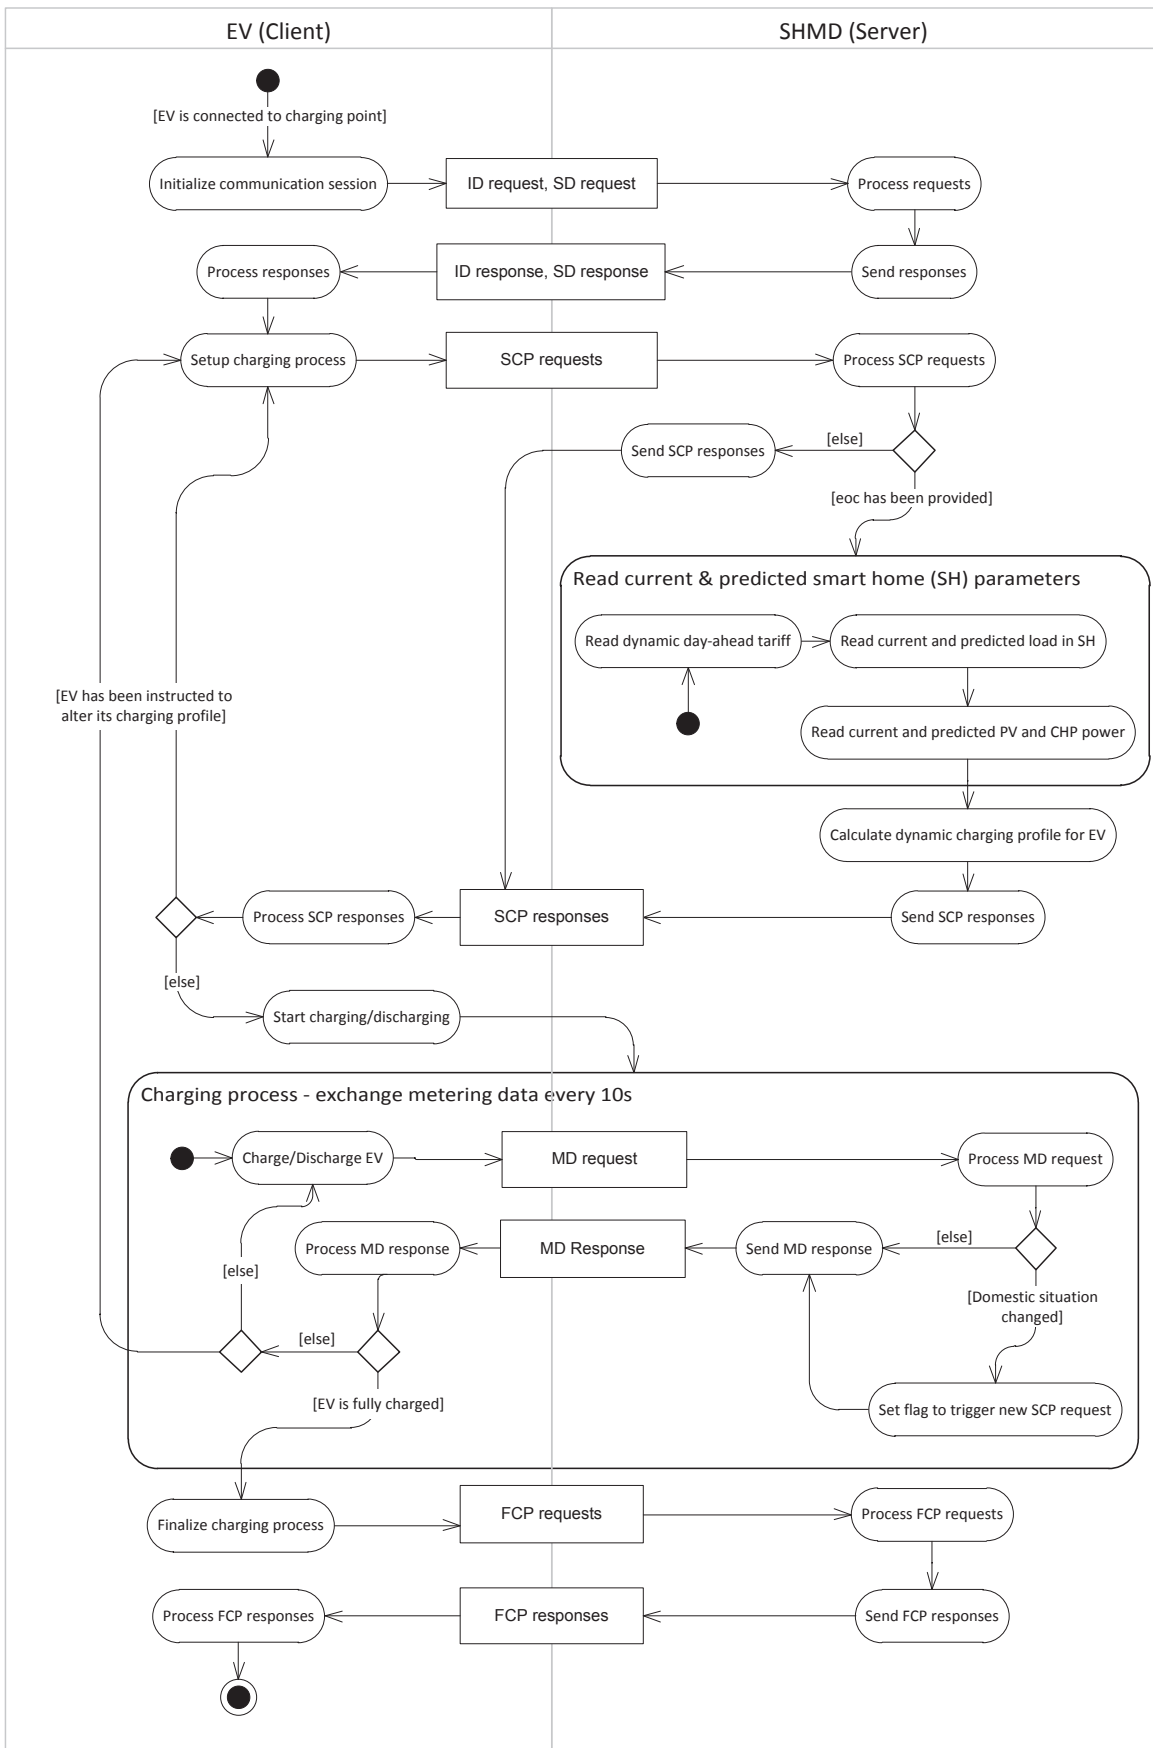 EV (Client)
SHMD (Server)
[EV is connected to charging point]
Initialize communication session
ID request, SD request
Process requests
Process responses
ID response, SD response
Send responses
Setup charging process
SCP requests
Process SCP requests
Send SCP responses
[else]
[eoc has been provided]
Read current & predicted smart home (SH) parameters
Read dynamic day-ahead tariff
Read current and predicted load in SH
[EV has been instructed to
alter its charging profile]
Read current and predicted PV and CHP power
Calculate dynamic charging profile for EV
Process SCP responses
SCP responses
Send SCP responses
[else]
Start charging/discharging
Charging process - exchange metering data every 10s
Charge/Discharge EV
MD request
Process MD request
Process MD response
MD Response
Send MD response
[else]
[else]
[Domestic situation
changed]
[else]
[EV is fully charged]
Set flag to trigger new SCP request
Finalize charging process
FCP requests
Process FCP requests
Process FCP responses
FCP responses
Send FCP responses